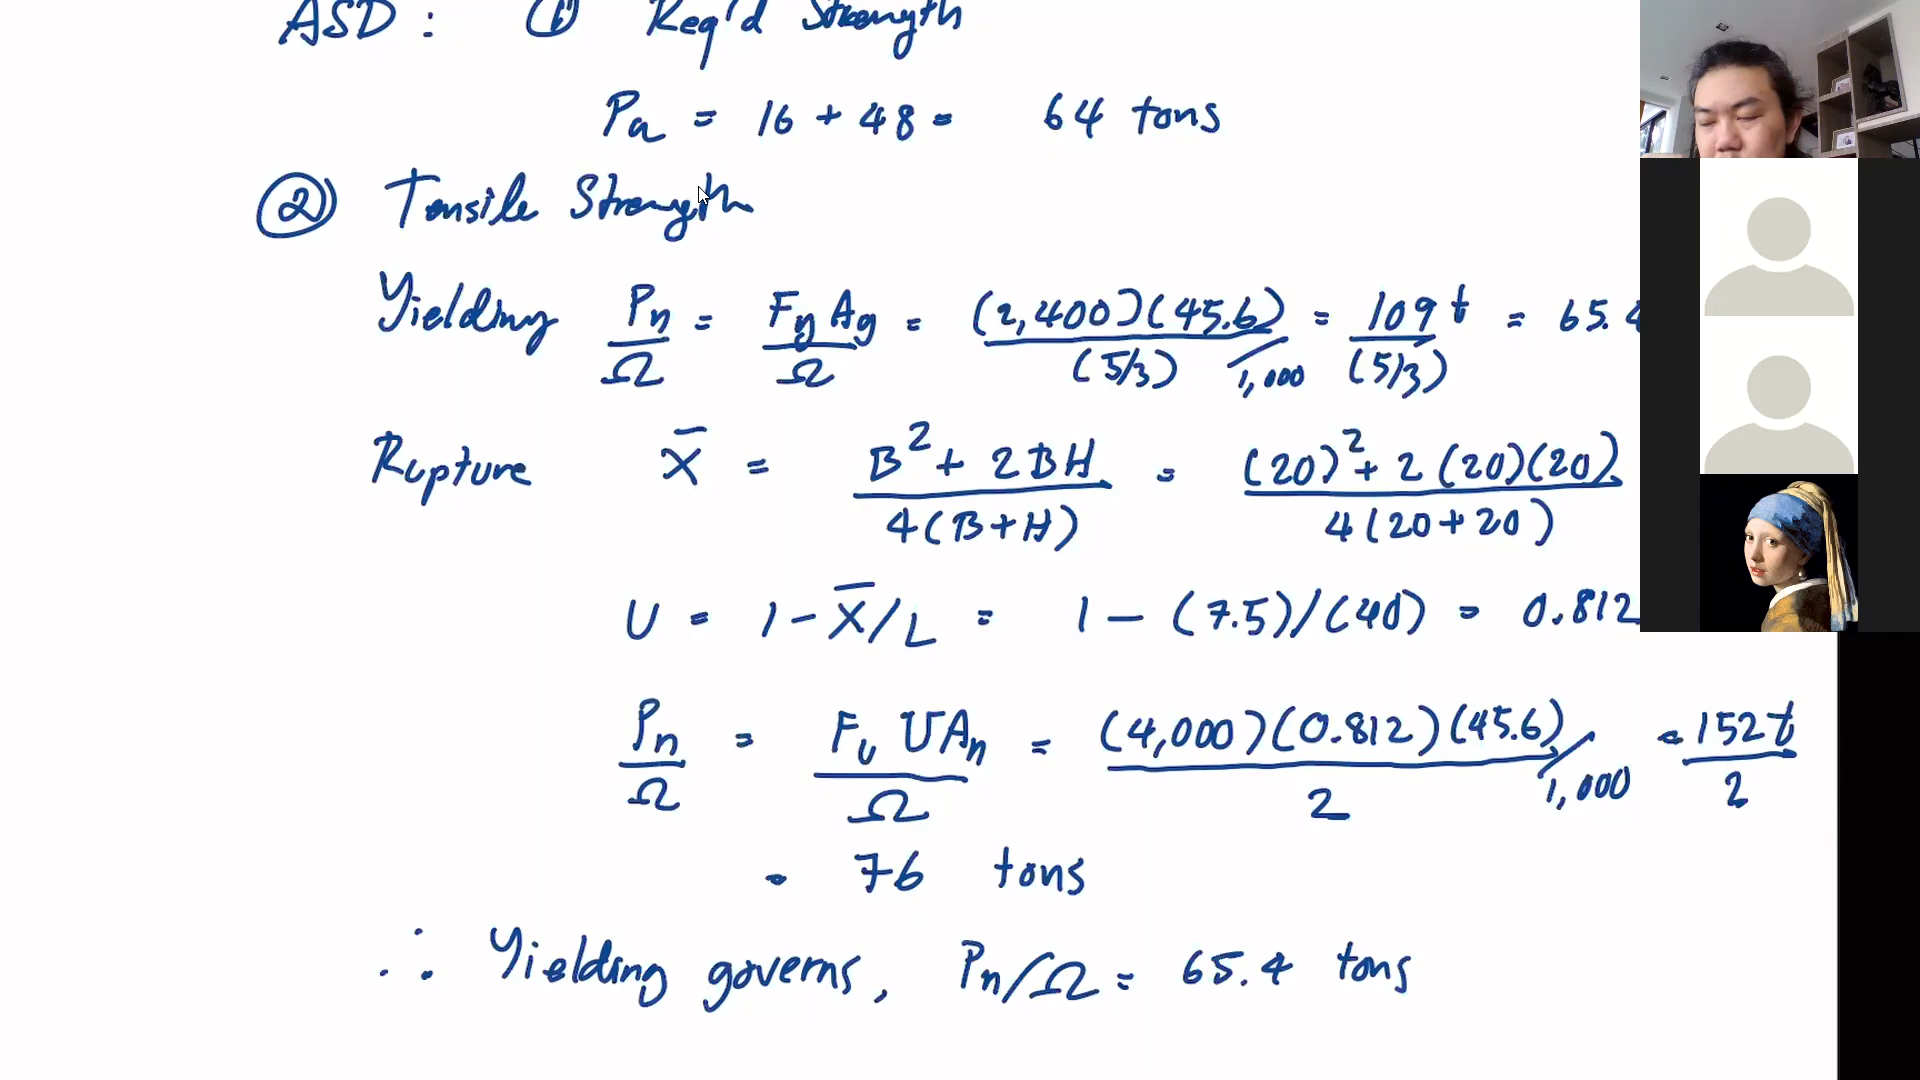 ASD : ① Req'd Strength
Pa = 16 + 48 = 64 tons
② Tensile Strength
Yielding Pn/Ω = FyAg/Ω = (2,400)(45.6)/(5/3) /1,000 = 109 t/(5/3) = 65.4
Rupture X̄ = B² + 2BH/4(B+H) = (20)² + 2(20)(20)/4(20+20)
U = 1 - X̄/L = 1 - (7.5)/(40) = 0.812
Pn/Ω = Fu UAn/Ω = (4,000)(0.812)(45.6)/2 /1,000 = 152t/2
= 76 tons
∴ Yielding governs, Pn/Ω = 65.4 tons